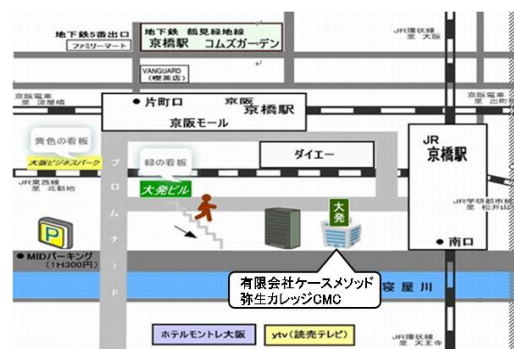 地下鉄5番出口
ファミリーマート
地下鉄 鶴見緑地線
京橋駅 コムズガーデン
JR環状線
至 大阪
VANGUARD
(喫茶店)
京阪電車
至 淀屋橋
●片町口 京阪
京橋駅
京阪モール
京阪電車
至 出町
黄色の看板
大阪ビジネスパーク
緑の看板
大発ビル
ダイエー
JR
京橋駅
JR東西線
至 北新地
プロムナード
大発
JR学研都市線
至 松井山
P
●MIDパーキング
(1H300円)
●南口
有限会社ケースメソッド
弥生カレッジCMC
寝屋川
ホテルモントレ大阪
ytv(読売テレビ)
JR環状線
至 天王寺